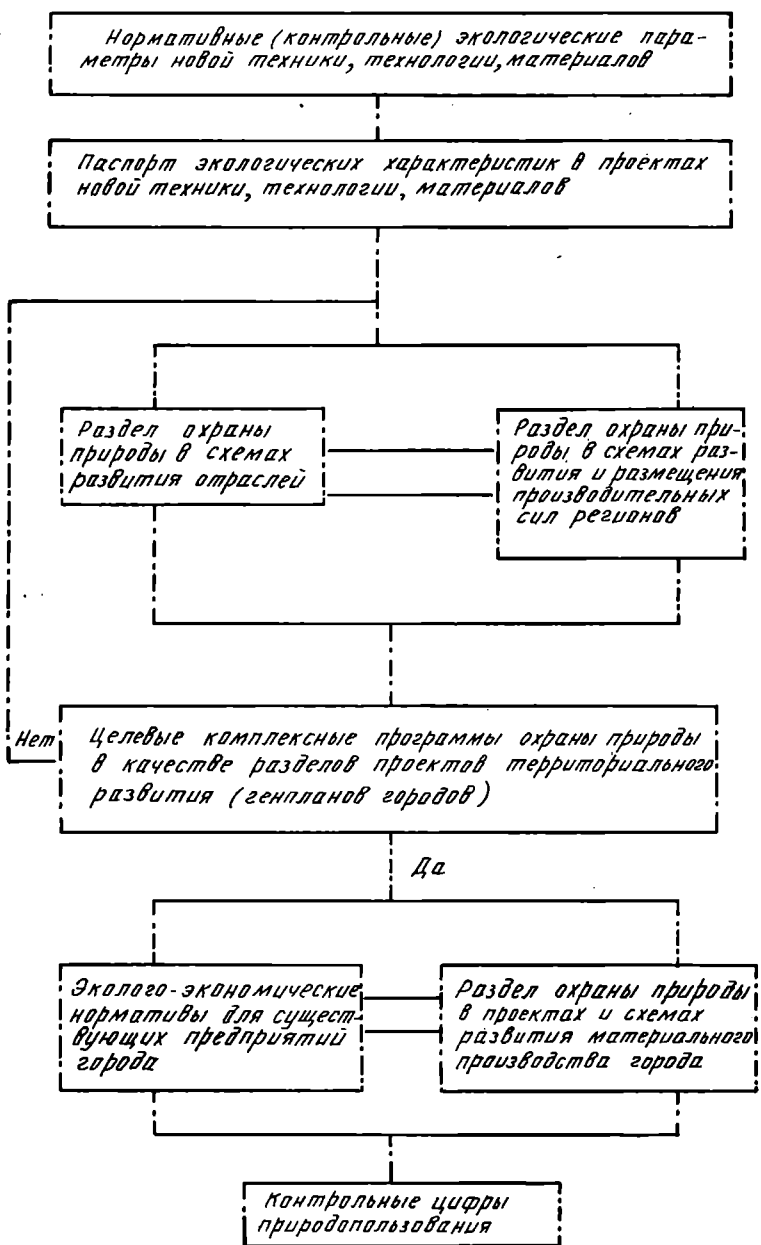 Нормативные (контрольные) экологические пара-
метры новой техники, технологии, материалов
Паспорт экологических характеристик в проектах
новой техники, технологии, материалов
Раздел охраны
природы в схемах
развития отраслей
Раздел охраны при-
роды в схемах раз-
вития и размещения
производительных
сил регионов
Нет
Целевые комплексные программы охраны природы
в качестве разделов проектов территориального
развития (генпланов городов)
Да
Эколого-экономические
нормативы для сущест-
вующих предприятий
города
Раздел охраны природы
в проектах и схемах
развития материального
производства города
Контрольные цифры
природопользования